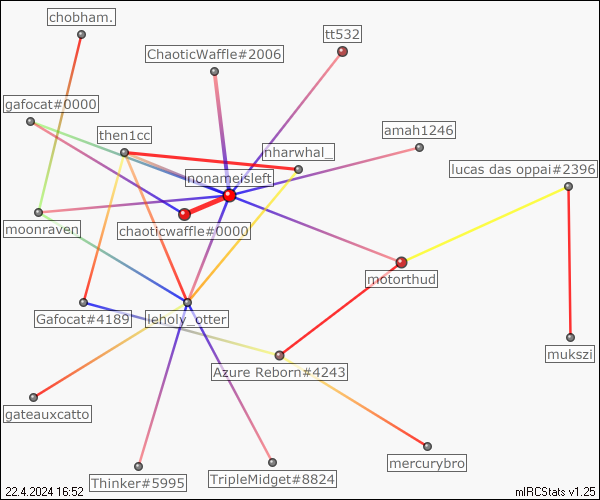 chobham.
tt532
ChaoticWaffle#2006
gafocat#0000
then1cc
amah1246
nharwhal_
lucas das oppai#2396
nonameisleft
moonraven
chaoticwaffle#0000
motorthud
Gafocat#4189
leholy_otter
mukszi
Azure Reborn#4243
gateauxcatto
mercurybro
Thinker#5995
TripleMidget#8824
22.4.2024 16:52
mIRCStats v1.25